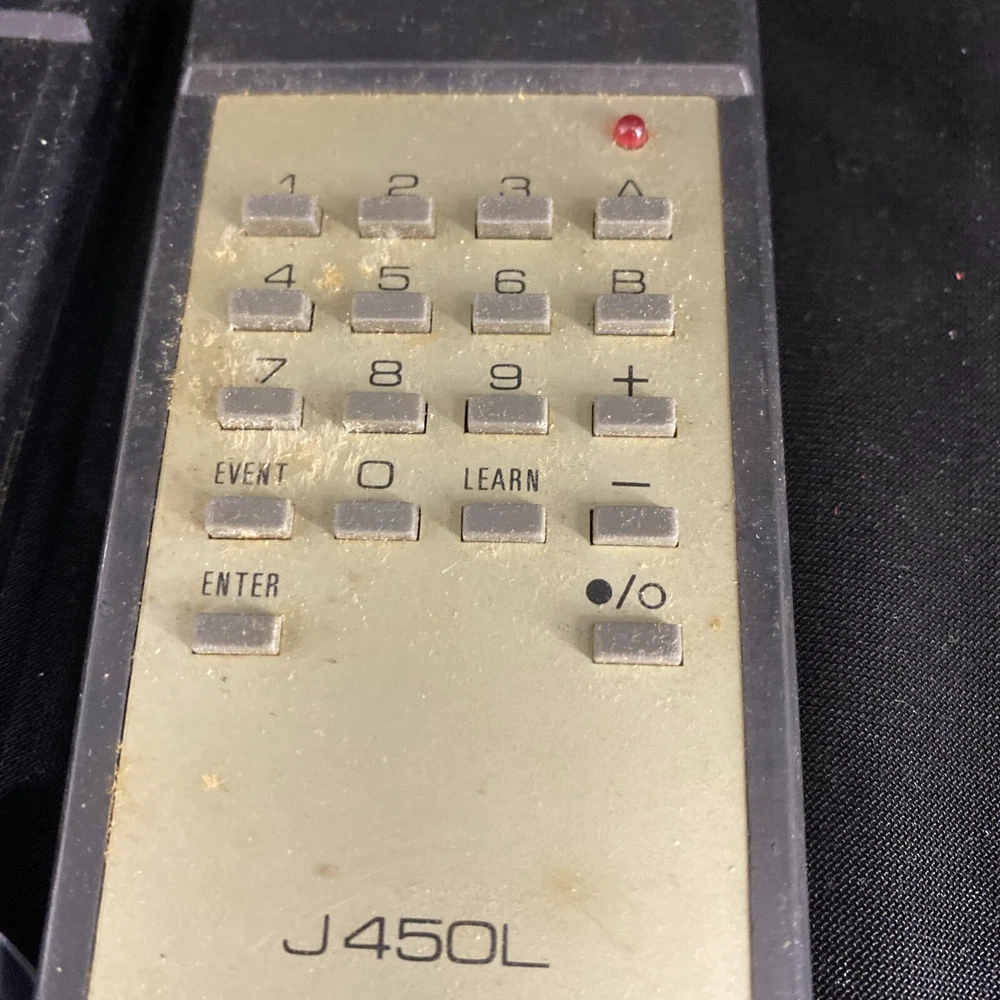 1 2 3 A
4 5 6 B
7 8 9 +
EVENT 0 LEARN -
ENTER ●/○
J450L